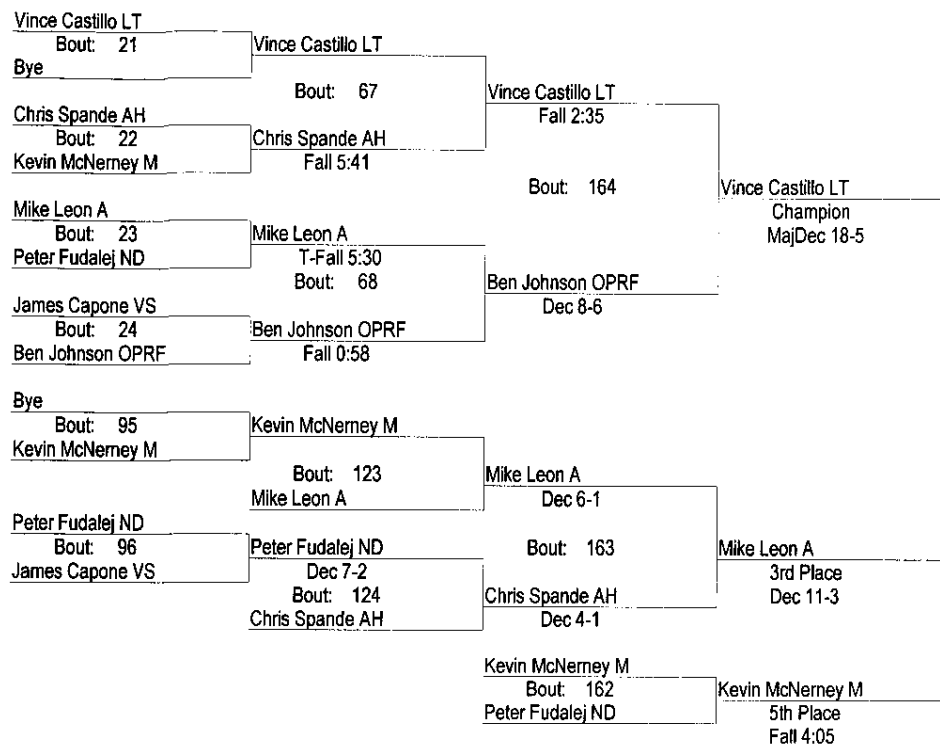 Vince Castillo LT
Bout: 21
Bye
Vince Castillo LT
Bout: 67
Chris Spande AH
Bout: 22
Kevin McNerney M
Chris Spande AH
Fall 5:41
Vince Castillo LT
Fall 2:35
Bout: 164
Mike Leon A
Bout: 23
Peter Fudalej ND
Mike Leon A
T-Fall 5:30
Bout: 68
James Capone VS
Bout: 24
Ben Johnson OPRF
Ben Johnson OPRF
Fall 0:58
Ben Johnson OPRF
Dec 8-6
Vince Castillo LT
Champion
MajDec 18-5
Bye
Bout: 95
Kevin McNerney M
Kevin McNerney M
Bout: 123
Mike Leon A
Mike Leon A
Dec 6-1
Bout: 163
Peter Fudalej ND
Bout: 96
James Capone VS
Peter Fudalej ND
Dec 7-2
Bout: 124
Chris Spande AH
Chris Spande AH
Dec 4-1
Mike Leon A
3rd Place
Dec 11-3
Kevin McNerney M
Bout: 162
Peter Fudalej ND
Kevin McNerney M
5th Place
Fall 4:05